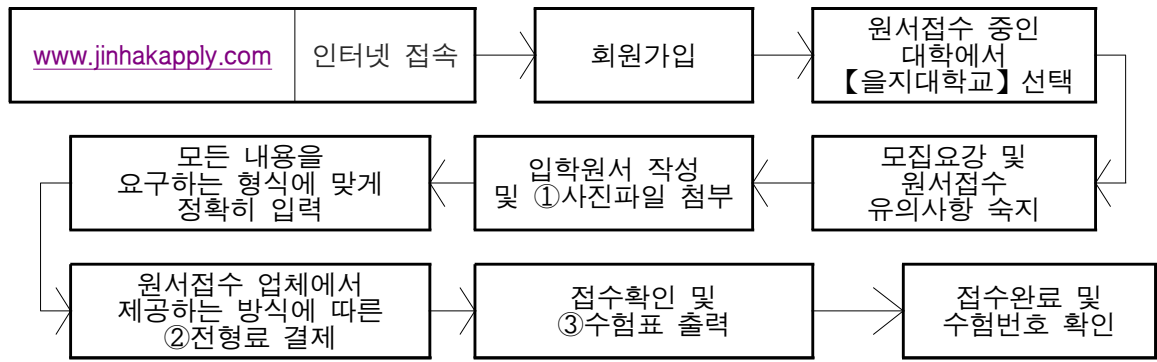 www.jinhakapply.com
인터넷 접속
회원가입
원서접수 중인
대학에서
【을지대학교】선택
모집요강 및
원서접수
유의사항 숙지
입학원서 작성
및 ①사진파일 첨부
모든 내용을
요구하는 형식에 맞게
정확히 입력
원서접수 업체에서
제공하는 방식에 따른
②전형료 결제
접수확인 및
③수험표 출력
접수완료 및
수험번호 확인